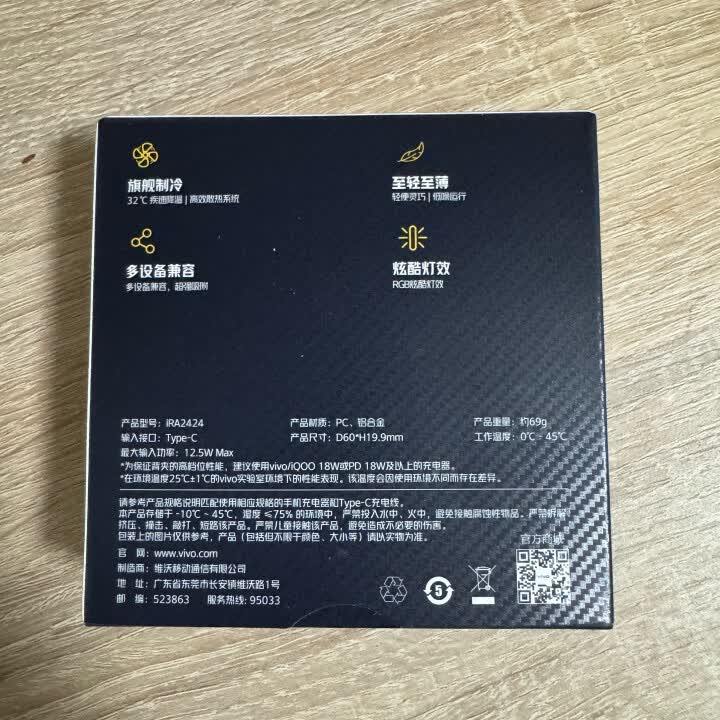 旗舰制冷
32℃ 疾速降温 | 高效散热系统
至轻至薄
轻便灵巧 | 低噪运行
多设备兼容
多设备兼容，超强吸附
炫酷灯效
RGB炫酷灯效
产品型号：iRA2424
产品材质：PC、铝合金
产品重量：约69g
输入接口：Type-C
产品尺寸：D60*H19.9mm
工作温度：0℃ ~ 45℃
最大输入功率：12.5W Max
*为保证背夹的高档位性能，建议使用vivo/iQOO 18W或PD 18W及以上的充电器。
*在环境温度25℃±1℃的vivo实验室环境下的性能表现。该温度会因使用环境不同而存在差异。
请参考产品规格说明匹配使用相应规格的手机充电器和Type-C充电线。
本产品存储于 -10℃ ~ 45℃，湿度 ≤75% 的环境中，严禁投入水中、火中，避免接触腐蚀性物品。严禁拆解、
挤压、撞击、敲打、短路该产品。严禁儿童接触该产品，避免造成不必要的伤害。
包装上的图片仅供参考，产品（包括但不限于颜色、大小等）请以实物为准。
官方商城
官 网：www.vivo.com
制造商：维沃移动通信有限公司
地 址：广东省东莞市长安镇维沃路1号
邮 编：523863 服务热线: 95033
5